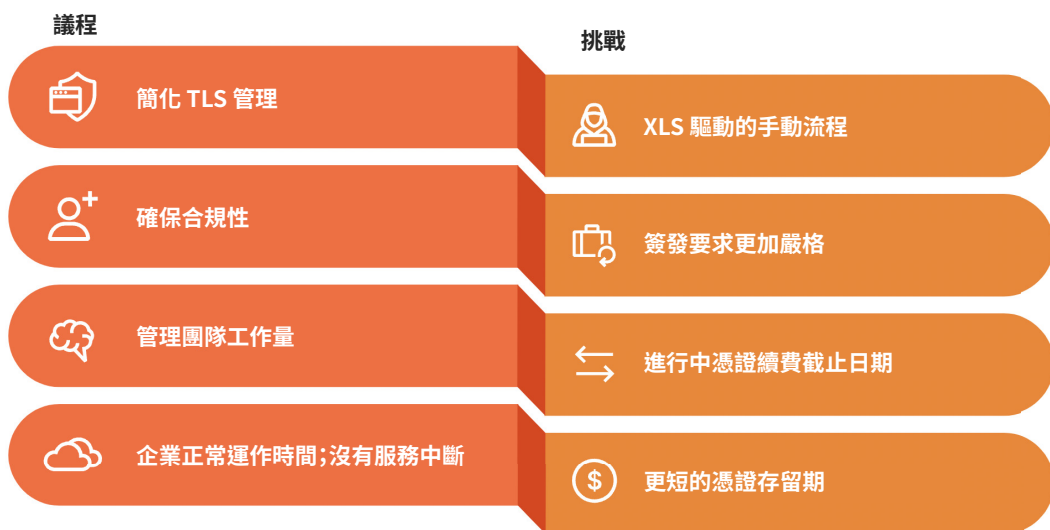 議程
簡化 TLS 管理
確保合規性
管理團隊工作量
企業正常運作時間;沒有服務中斷
挑戰
XLS 驅動的手動流程
簽發要求更加嚴格
進行中憑證續費截止日期
$
更短的憑證存留期